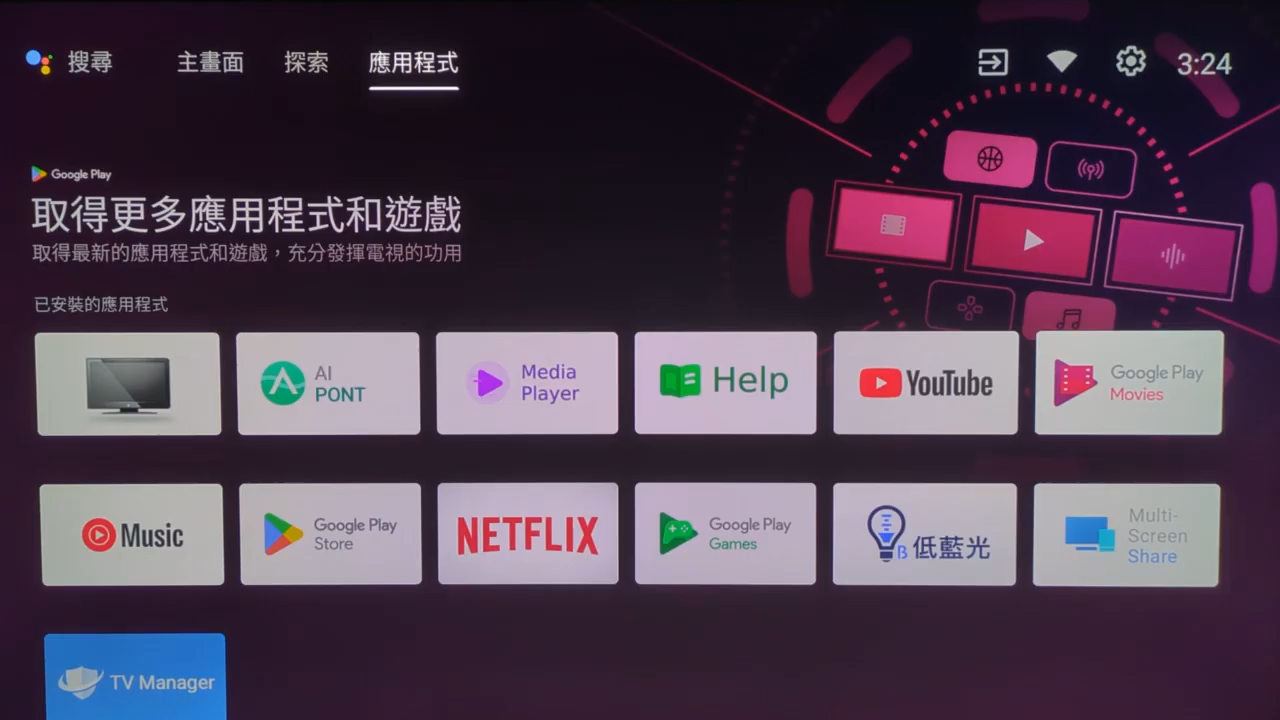 搜尋
主畫面
探索
應用程式
3:24
Google Play
取得更多應用程式和遊戲
取得最新的應用程式和遊戲，充分發揮電視的功用
已安裝的應用程式
AI
PONT
Media
Player
Help
YouTube
Google Play
Movies
Music
Google Play
Store
NETFLIX
Google Play
Games
B 低藍光
Multi-
Screen
Share
TV Manager